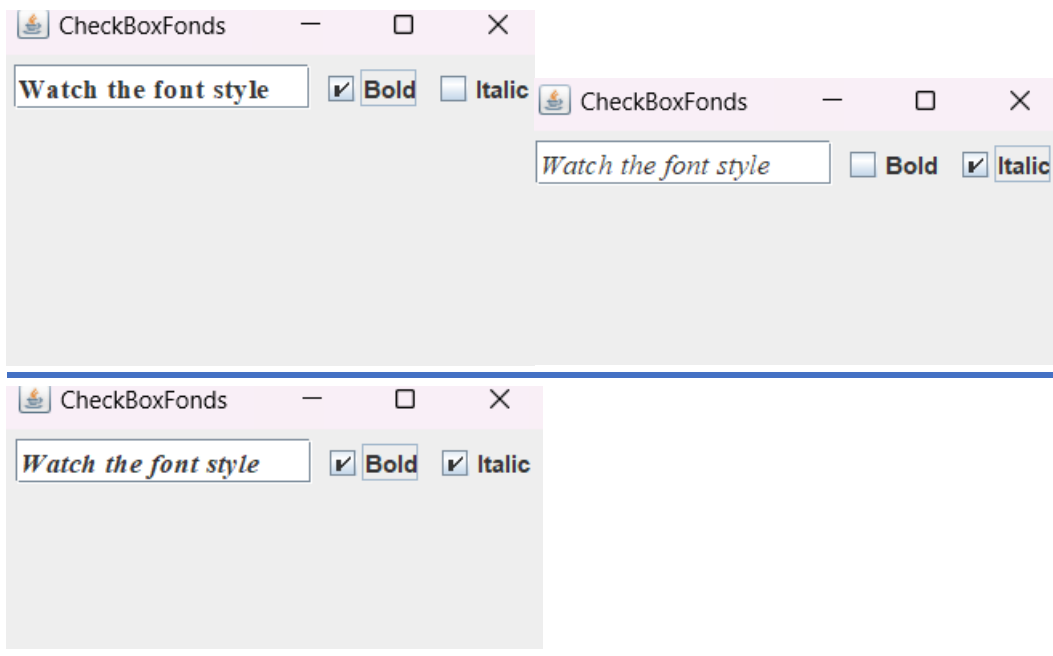 CheckBoxFonds
Watch the font style Bold Italic
CheckBoxFonds
Watch the font style Bold Italic
CheckBoxFonds
Watch the font style Bold Italic